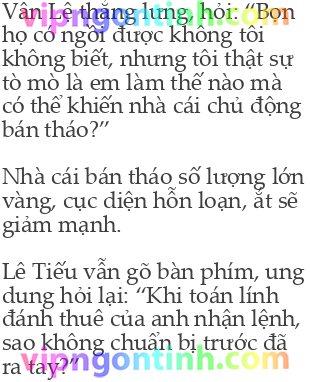 Vân Lê thẳng lưng, hỏi: “Bọn
họ có ngồi được không tôi
không biết, nhưng tôi thật sự
tò mò là em làm thế nào mà
có thể khiến nhà cái chủ động
bán tháo?”
Nhà cái bán tháo số lượng lớn
vàng, cục diện hỗn loạn, ắt sẽ
giảm mạnh.
Lê Tiếu vẫn gõ bàn phím, ung
dung hỏi lại: “Khi toán lính
đánh thuê của anh nhận lệnh,
sao không chuẩn bị trước đã
ra tay?”
vipngontinh.com
vipngontinh.com